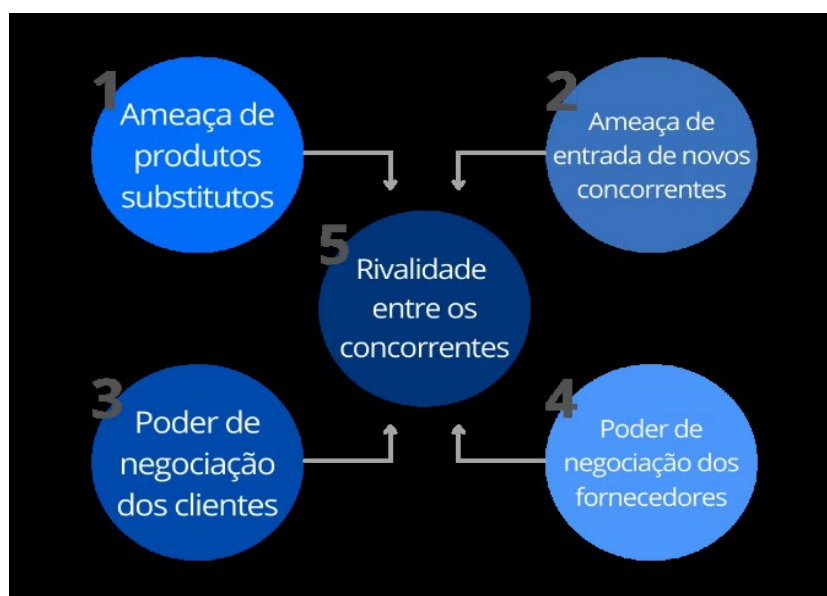 1
Ameaça de
produtos
substitutos
2
Ameaça de
entrada de novos
concorrentes
5
Rivalidade
entre os
concorrentes
3
Poder de
negociação
dos clientes
4
Poder de
negociação dos
fornecedores